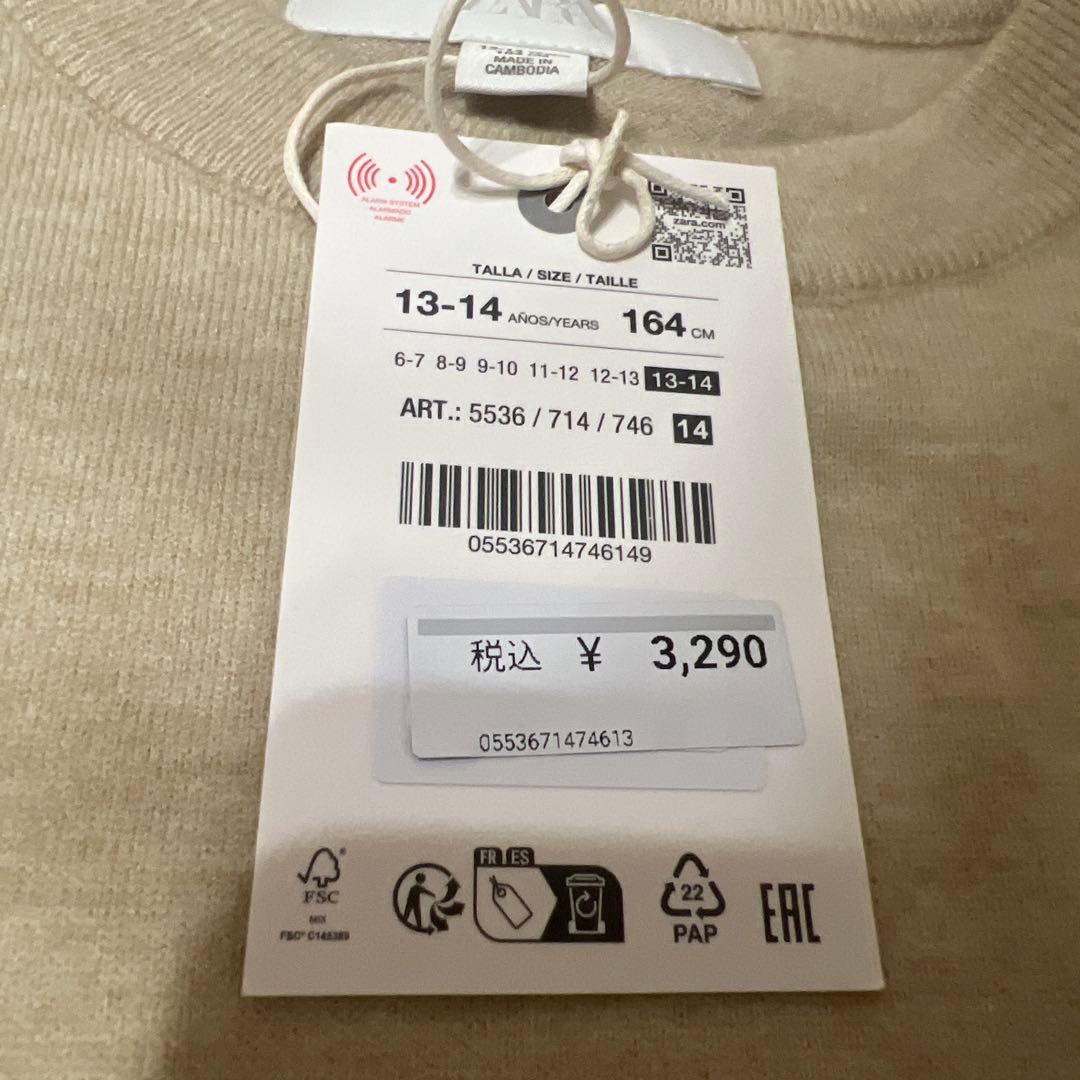 MADE IN
CAMBODIA
ALARM SYSTEM
ALARMADO
ALARME
zara.com
TALLA / SIZE / TAILLE
13-14 AÑOS/YEARS 164 CM
6-7 8-9 9-10 11-12 12-13 13-14
ART.: 5536 / 714 / 746 14
05536714746149
税込 ¥ 3,290
0553671474613
FR ES
FSC
MIX
22
PAP
EAC